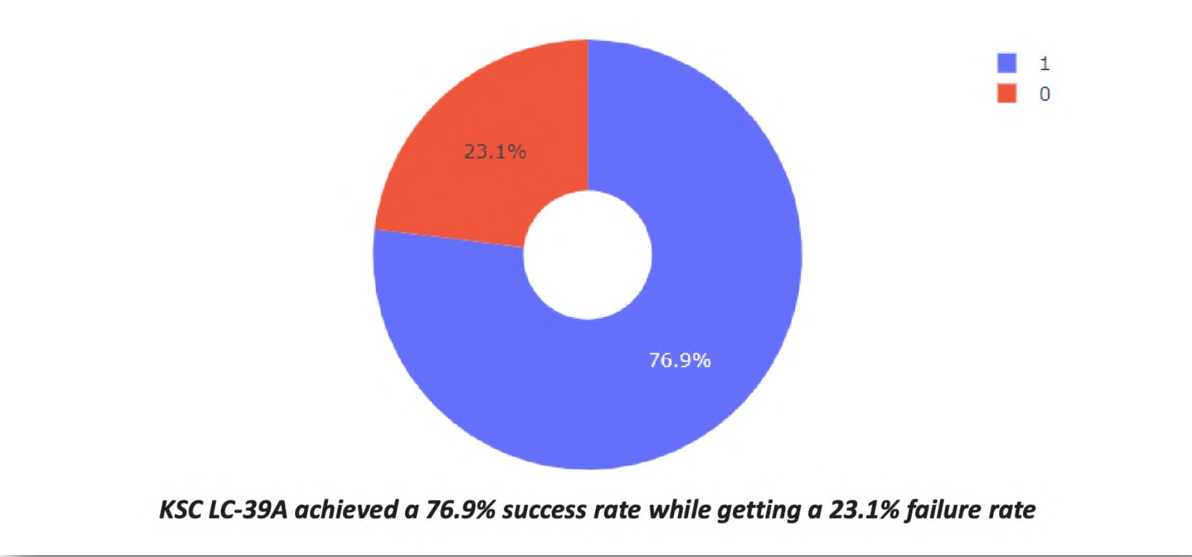 1
0
23.1%
76.9%
KSC LC-39A achieved a 76.9% success rate while getting a 23.1% failure rate